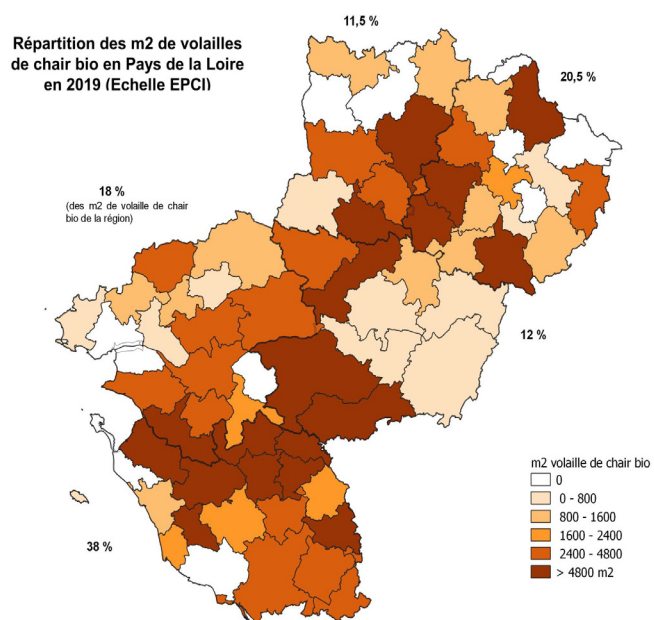 11,5 %
Répartition des m2 de volailles
de chair bio en Pays de la Loire
en 2019 (Echelle EPCI)
20,5 %
18 %
(des m2 de volaille de chair
bio de la région)
12 %
38 %
m2 volaille de chair bio
0
0 - 800
800 - 1600
1600 - 2400
2400 - 4800
> 4800 m2